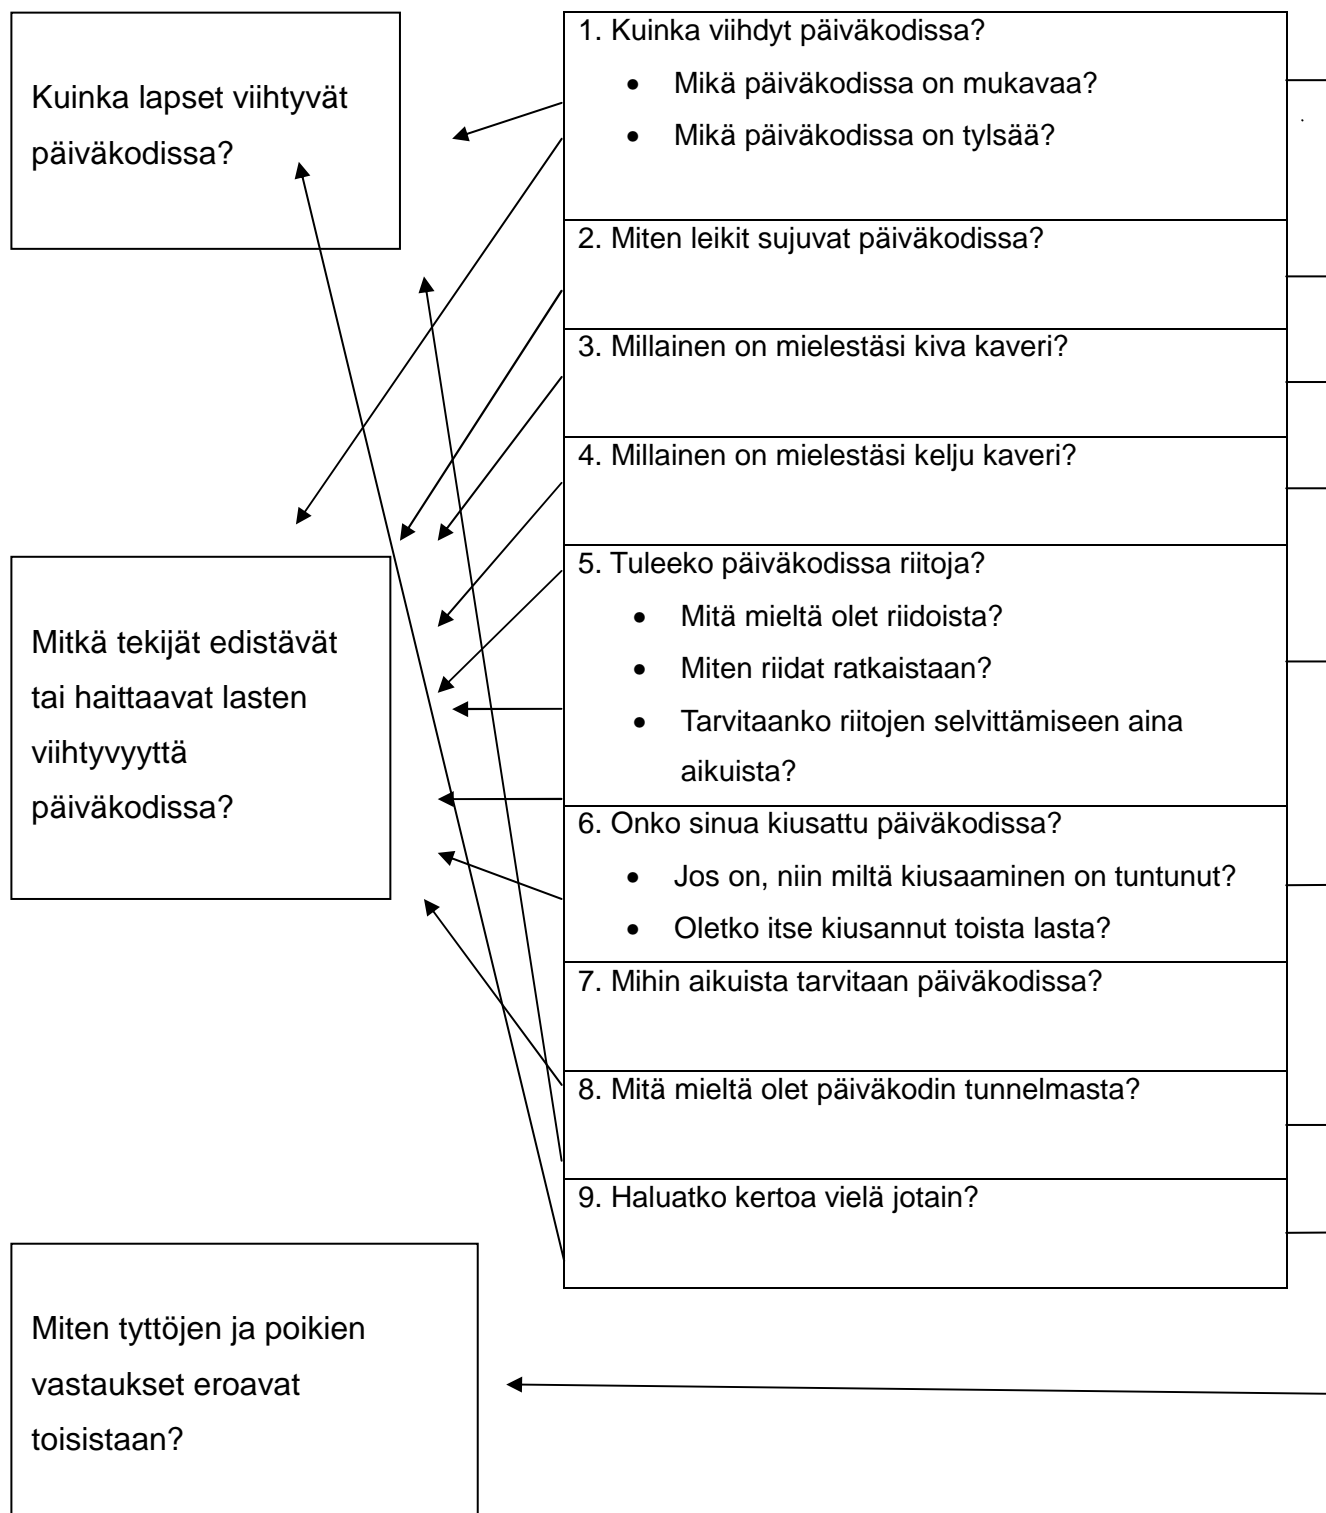 Kuinka lapset viihtyvät
päiväkodissa?
Mitkä tekijät edistävät
tai haittaavat lasten
viihtyvyyttä
päiväkodissa?
Miten tyttöjen ja poikien
vastaukset eroavat
toisistaan?
1. Kuinka viihdyt päiväkodissa?
• Mikä päiväkodissa on mukavaa?
• Mikä päiväkodissa on tylsää?
2. Miten leikit sujuvat päiväkodissa?
3. Millainen on mielestäsi kiva kaveri?
4. Millainen on mielestäsi kelju kaveri?
5. Tuleeko päiväkodissa riitoja?
• Mitä mieltä olet riidoista?
• Miten riidat ratkaistaan?
• Tarvitaanko riitojen selvittämiseen aina
aikuista?
6. Onko sinua kiusattu päiväkodissa?
• Jos on, niin miltä kiusaaminen on tuntunut?
• Oletko itse kiusannut toista lasta?
7. Mihin aikuista tarvitaan päiväkodissa?
8. Mitä mieltä olet päiväkodin tunnelmasta?
9. Haluatko kertoa vielä jotain?